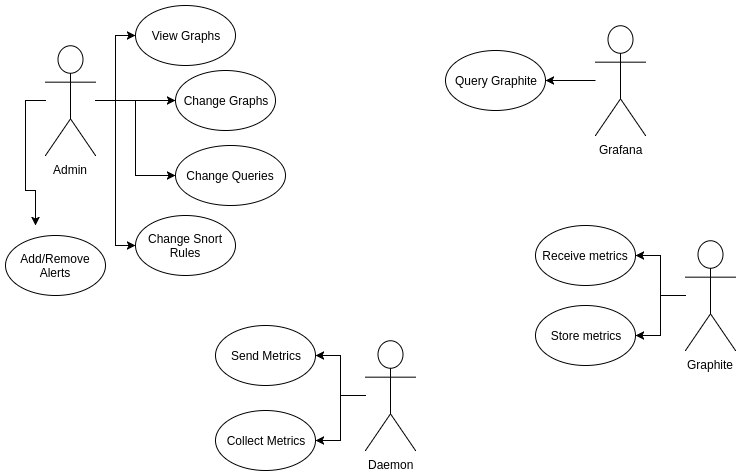 View Graphs
Query Graphite
Change Graphs
Grafana
Admin
Change Queries
Change Snort
Rules
Add/Remove
Alerts
Receive metrics
Store metrics
Graphite
Send Metrics
Collect Metrics
Daemon